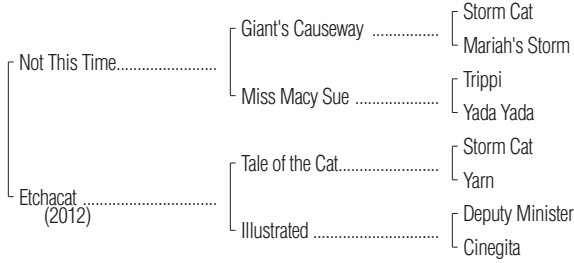 Storm Cat
Giant's Causeway ..................
Mariah's Storm
Not This Time.........................
Trippi
Miss Macy Sue ......................
Yada Yada
Storm Cat
Tale of the Cat..........................
Yarn
Etchacat .................................
(2012)
Deputy Minister
Illustrated ................................
Cinegita